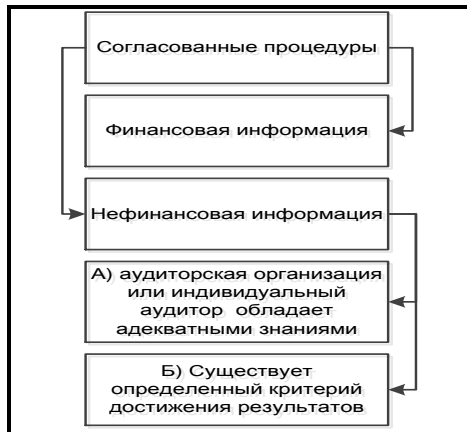 Согласованные процедуры
Финансовая информация
Нефинансовая информация
А) аудиторская организация
или индивидуальный
аудитор обладает
адекватными знаниями
Б) Существует
определенный критерий
достижения результатов